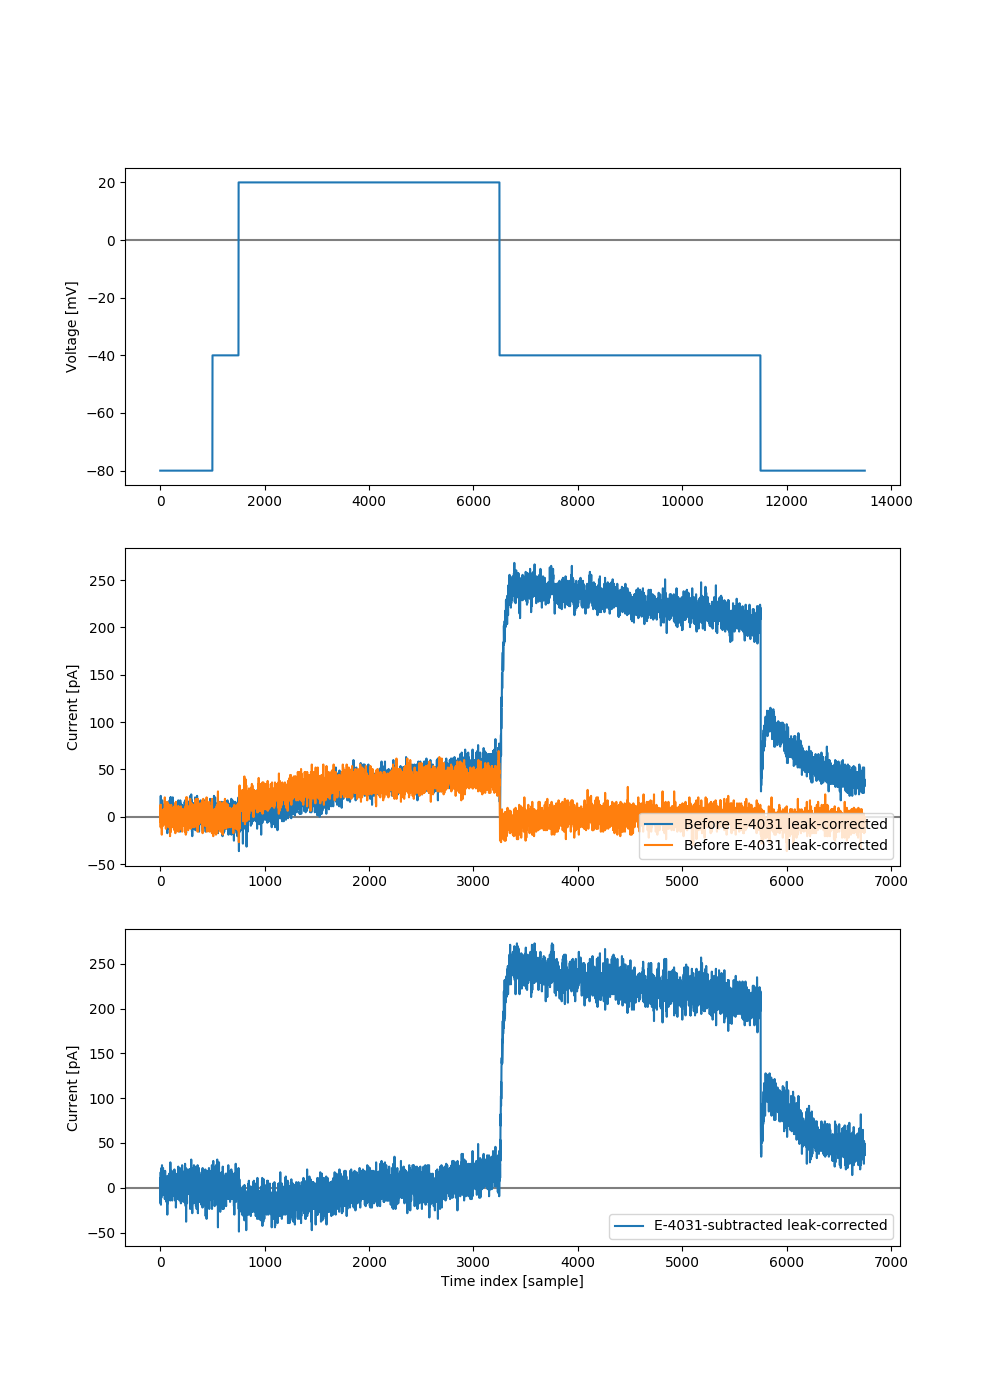 20
0
−20
−40
−60
−80
Voltage [mV]
0 2000 4000 6000 8000 10000 12000 14000
250
200
150
100
50
0
−50
Current [pA]
Before E-4031 leak-corrected
Before E-4031 leak-corrected
0 1000 2000 3000 4000 5000 6000 7000
250
200
150
100
50
0
−50
Current [pA]
E-4031-subtracted leak-corrected
0 1000 2000 3000 4000 5000 6000 7000
Time index [sample]